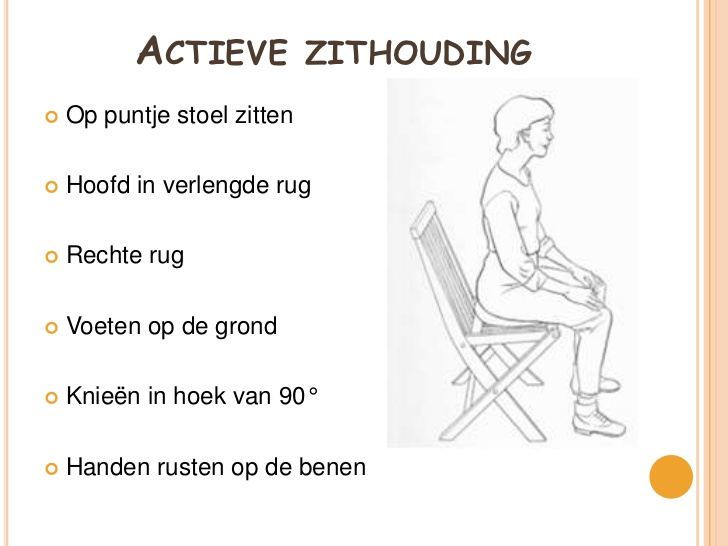 ACTIEVE ZITHOUDING
Op puntje stoel zitten
Hoofd in verlengde rug
Rechte rug
Voeten op de grond
Knieën in hoek van 90°
Handen rusten op de benen